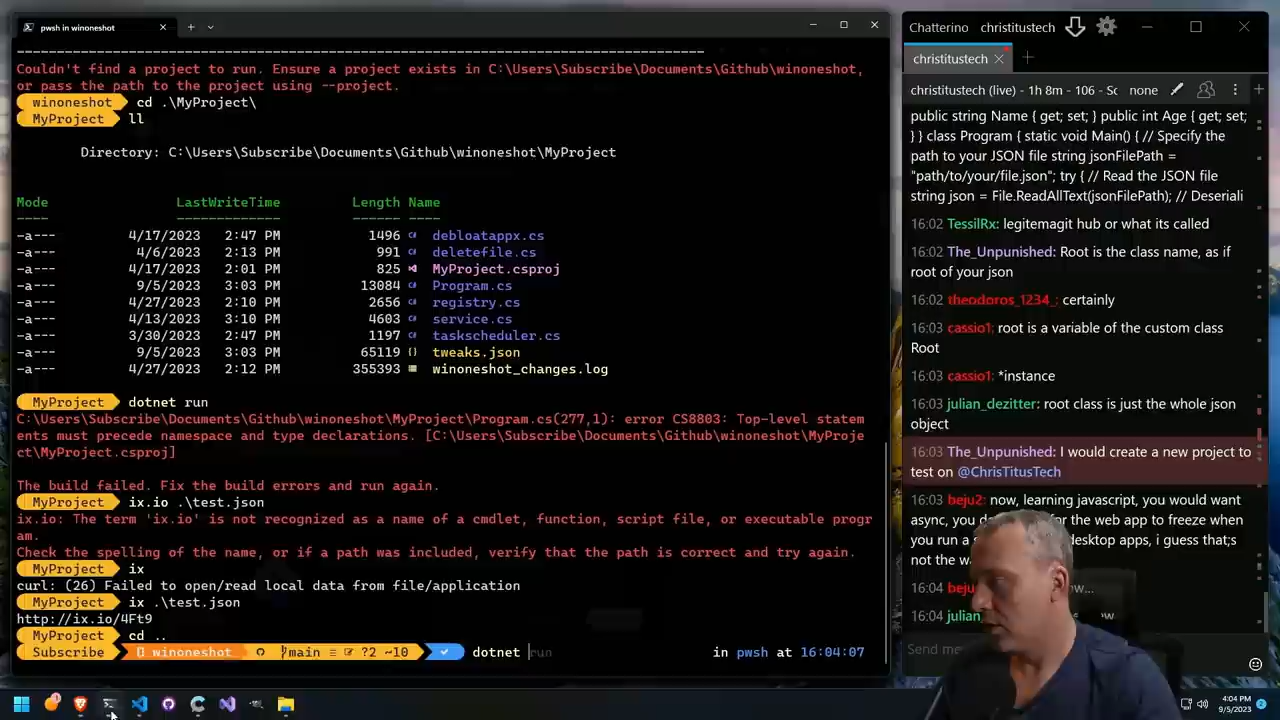 pwsh in winoneshot
Couldn't find a project to run. Ensure a project exists in C:\Users\Subscribe\Documents\Github\winoneshot,
or pass the path to the project using --project.
winoneshot cd .\MyProject\
MyProject ll
Directory: C:\Users\Subscribe\Documents\Github\winoneshot\MyProject
Mode LastWriteTime Length Name
---- ------------- ------ ----
-a--- 4/17/2023 2:47 PM 1496 debloatappx.cs
-a--- 4/6/2023 2:13 PM 991 deletefile.cs
-a--- 4/17/2023 2:01 PM 825 MyProject.csproj
-a--- 9/5/2023 3:03 PM 13084 Program.cs
-a--- 4/27/2023 2:10 PM 2656 registry.cs
-a--- 4/13/2023 3:10 PM 4603 service.cs
-a--- 3/30/2023 2:47 PM 1197 taskscheduler.cs
-a--- 9/5/2023 3:03 PM 65119 tweaks.json
-a--- 4/27/2023 2:12 PM 355393 winoneshot_changes.log
MyProject dotnet run
C:\Users\Subscribe\Documents\Github\winoneshot\MyProject\Program.cs(277,1): error CS8803: Top-level statem
ents must precede namespace and type declarations. [C:\Users\Subscribe\Documents\Github\winoneshot\MyProje
ct\MyProject.csproj]
The build failed. Fix the build errors and run again.
MyProject ix.io .\test.json
ix.io: The term 'ix.io' is not recognized as a name of a cmdlet, function, script file, or executable progr
am.
Check the spelling of the name, or if a path was included, verify that the path is correct and try again.
MyProject ix
curl: (26) Failed to open/read local data from file/application
MyProject ix .\test.json
http://ix.io/4Ft9
MyProject cd ..
Subscribe winoneshot main ≡ ?2 ~10 dotnet run in pwsh at 16:04:07
Chatterino christitustech
christitustech
christitustech (live) - 1h 8m - 106 - Sc none
public string Name { get; set; } public int Age { get; set;
} } class Program { static void Main() { // Specify the
path to your JSON file string jsonFilePath =
"path/to/your/file.json"; try { // Read the JSON file
string json = File.ReadAllText(jsonFilePath); // Deseriali
16:02 TessilRx: legitemagit hub or what its called
16:02 The_Unpunished: Root is the class name, as if
root of your json
16:02 theodoros_1234_: certainly
16:03 cassio1: root is a variable of the custom class
Root
16:03 cassio1: *instance
16:03 julian_dezitter: root class is just the whole json
object
16:03 The_Unpunished: I would create a new project to
test on @ChrisTitusTech
16:03 beju2: now, learning javascript, you would want
async, you d for the web app to freeze when
you run a desktop apps, i guess that;s
not the w
16:04 beju
16:04 julian
Send me
4:04 PM
9/5/2023
2